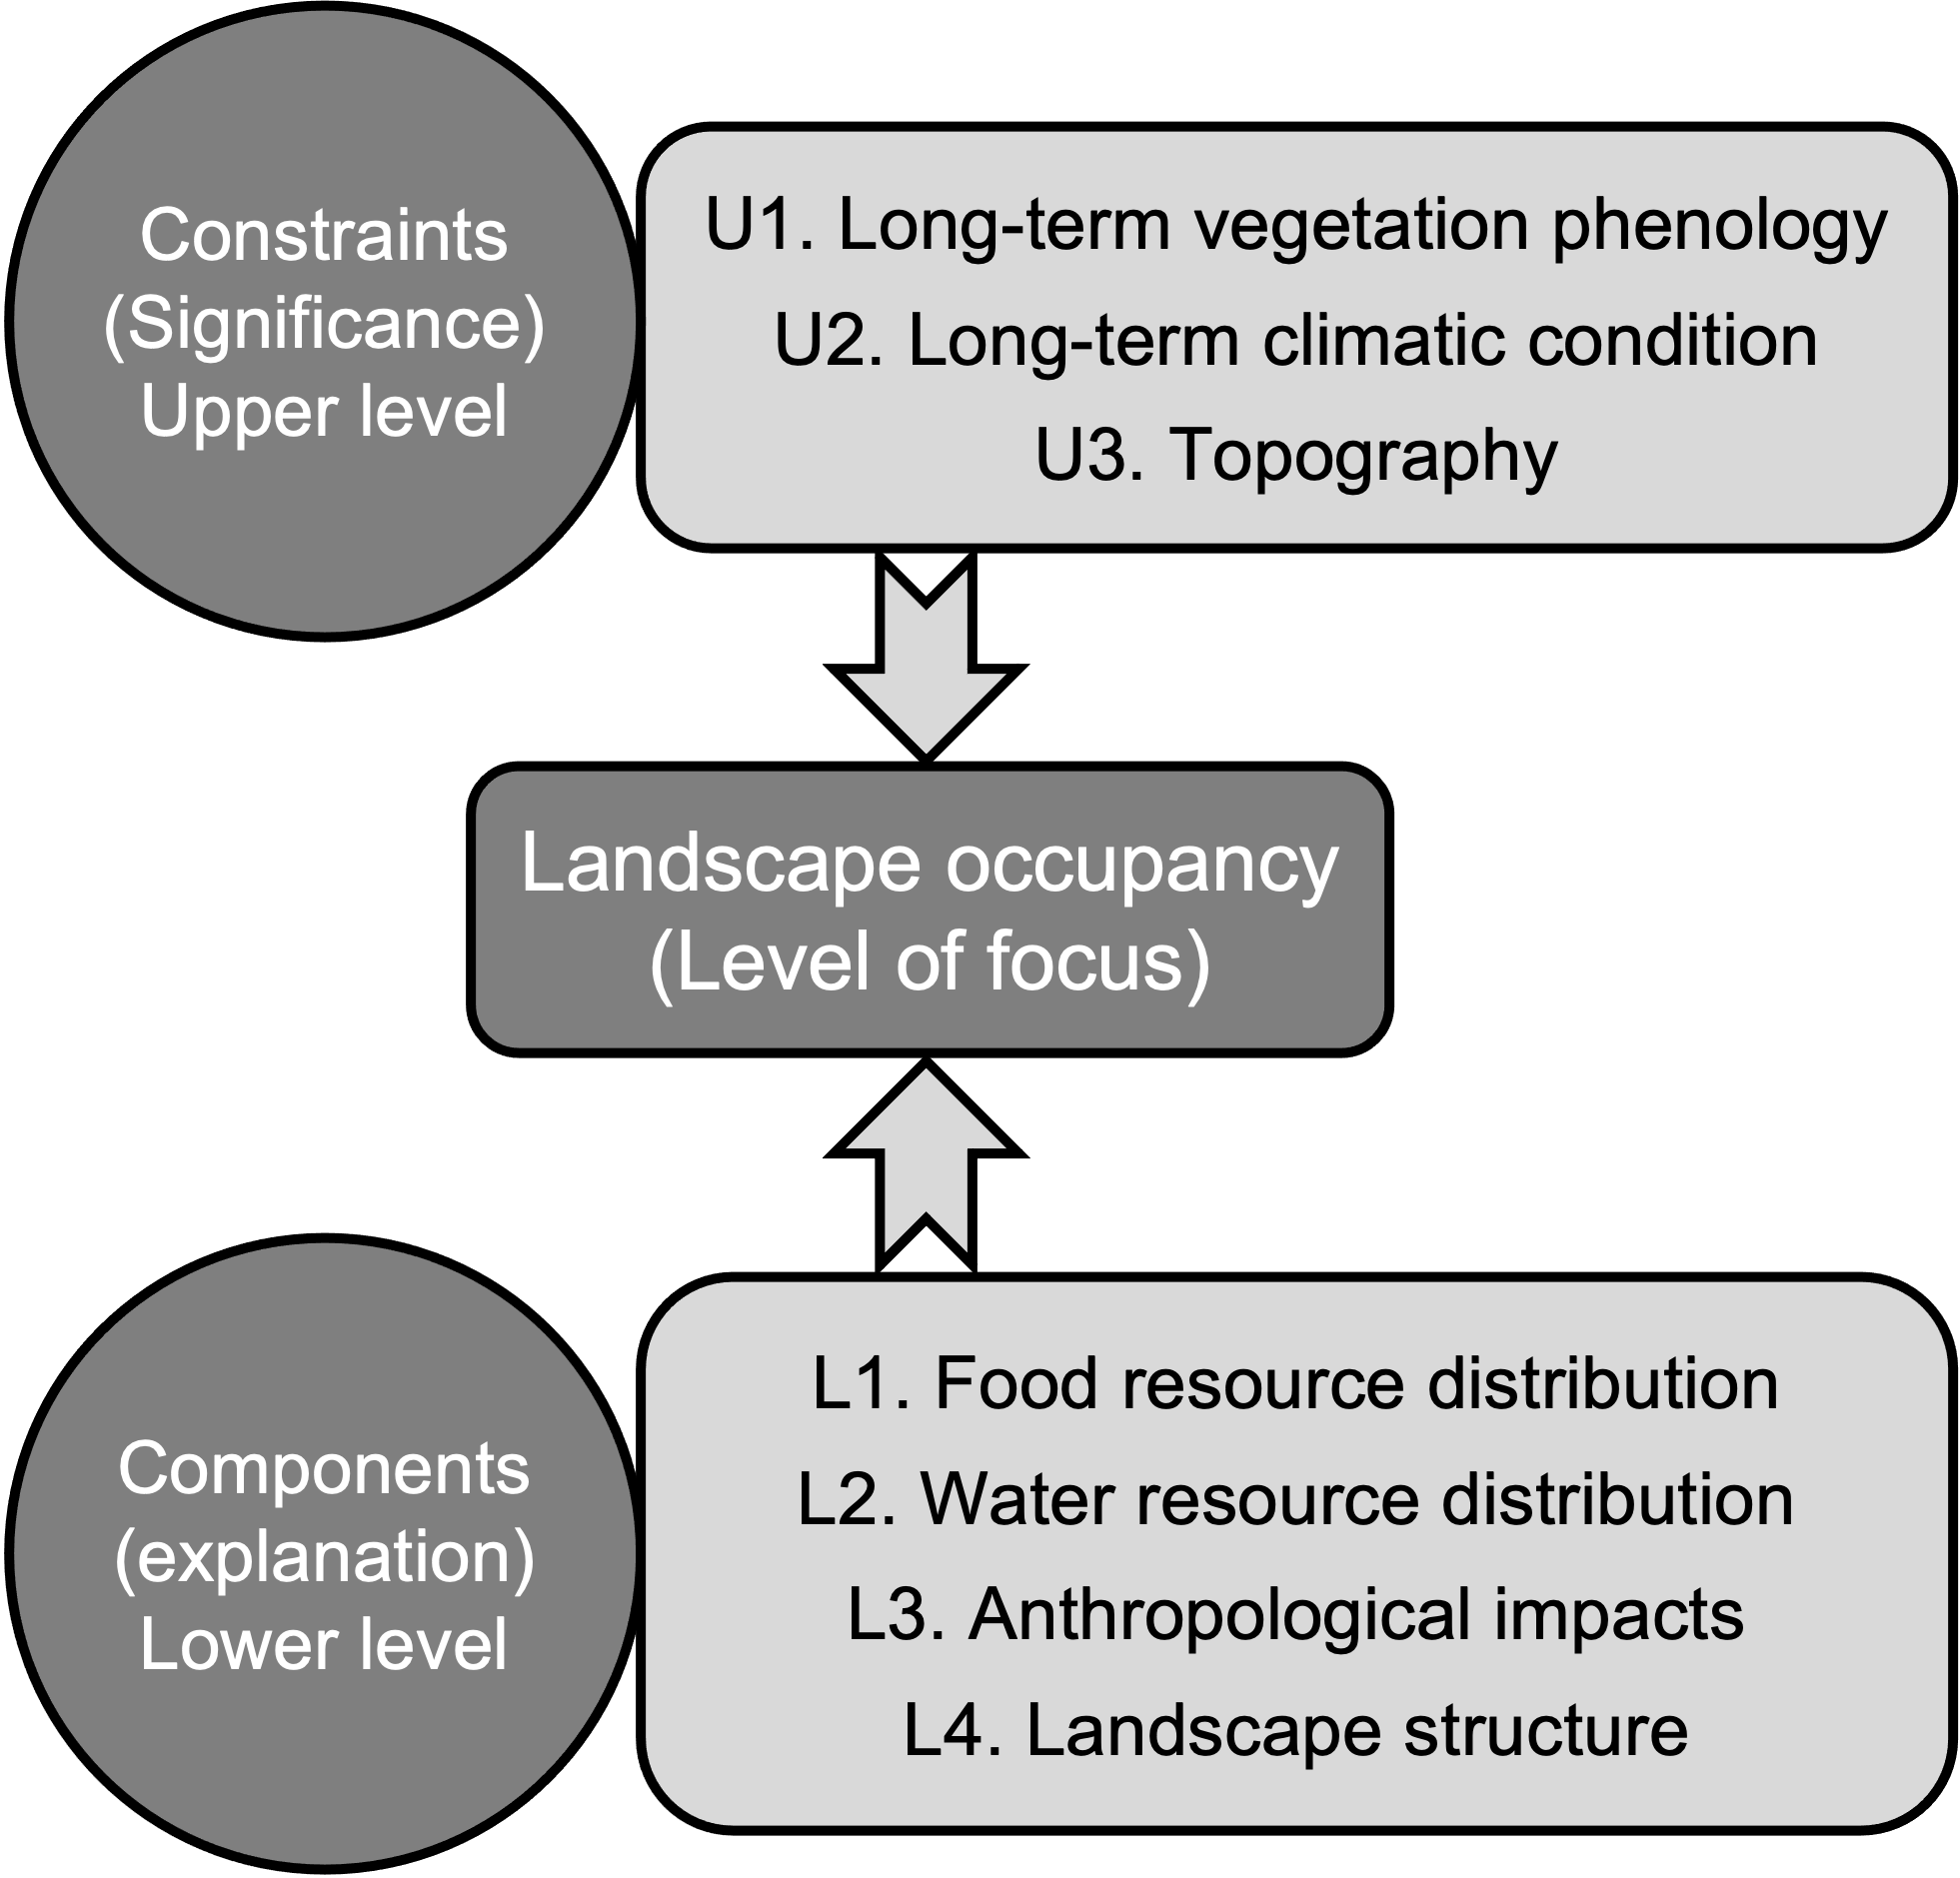 Constraints
(Significance)
Upper level
U1. Long-term vegetation phenology
U2. Long-term climatic condition
U3. Topography
Landscape occupancy
(Level of focus)
Components
(explanation)
Lower level
L1. Food resource distribution
L2. Water resource distribution
L3. Anthropological impacts
L4. Landscape structure